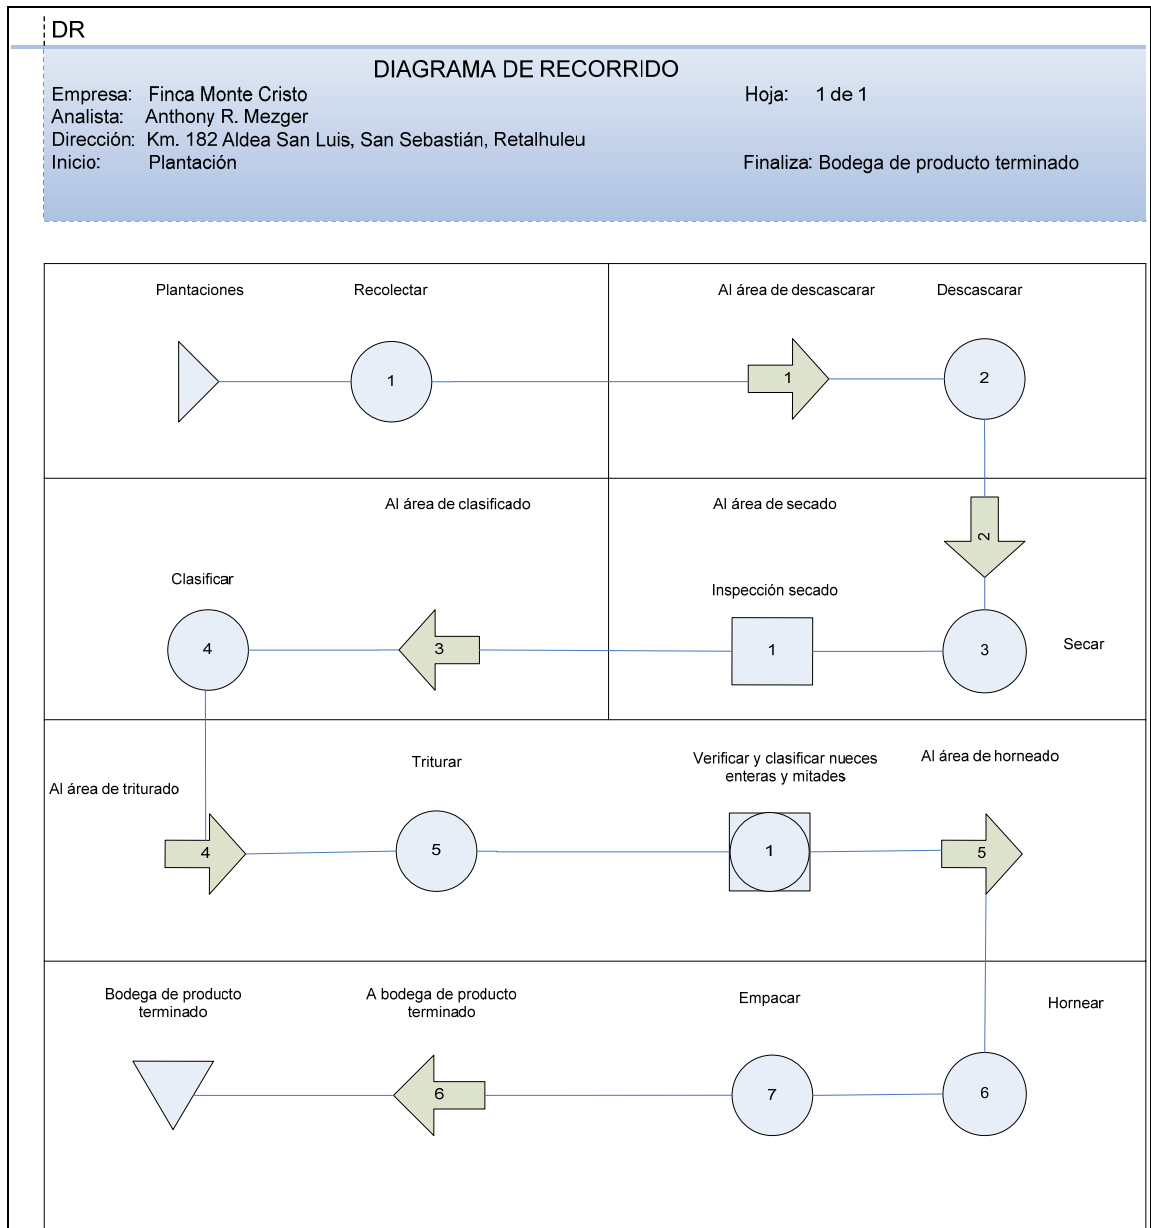 DR
DIAGRAMA DE RECORRIDO
Empresa: Finca Monte Cristo Hoja: 1 de 1
Analista: Anthony R. Mezger
Dirección: Km. 182 Aldea San Luis, San Sebastián, Retalhuleu
Inicio: Plantación Finaliza: Bodega de producto terminado
Plantaciones Recolectar Al área de descascarar Descascarar
1 1 2
Al área de clasificado Al área de secado
2
Clasificar Inspección secado
4 3 1 3 Secar
Triturar Verificar y clasificar nueces Al área de horneado
enteras y mitades
Al área de triturado
4 5 1 5
Bodega de producto A bodega de producto Empacar Hornear
terminado terminado
6 7 6